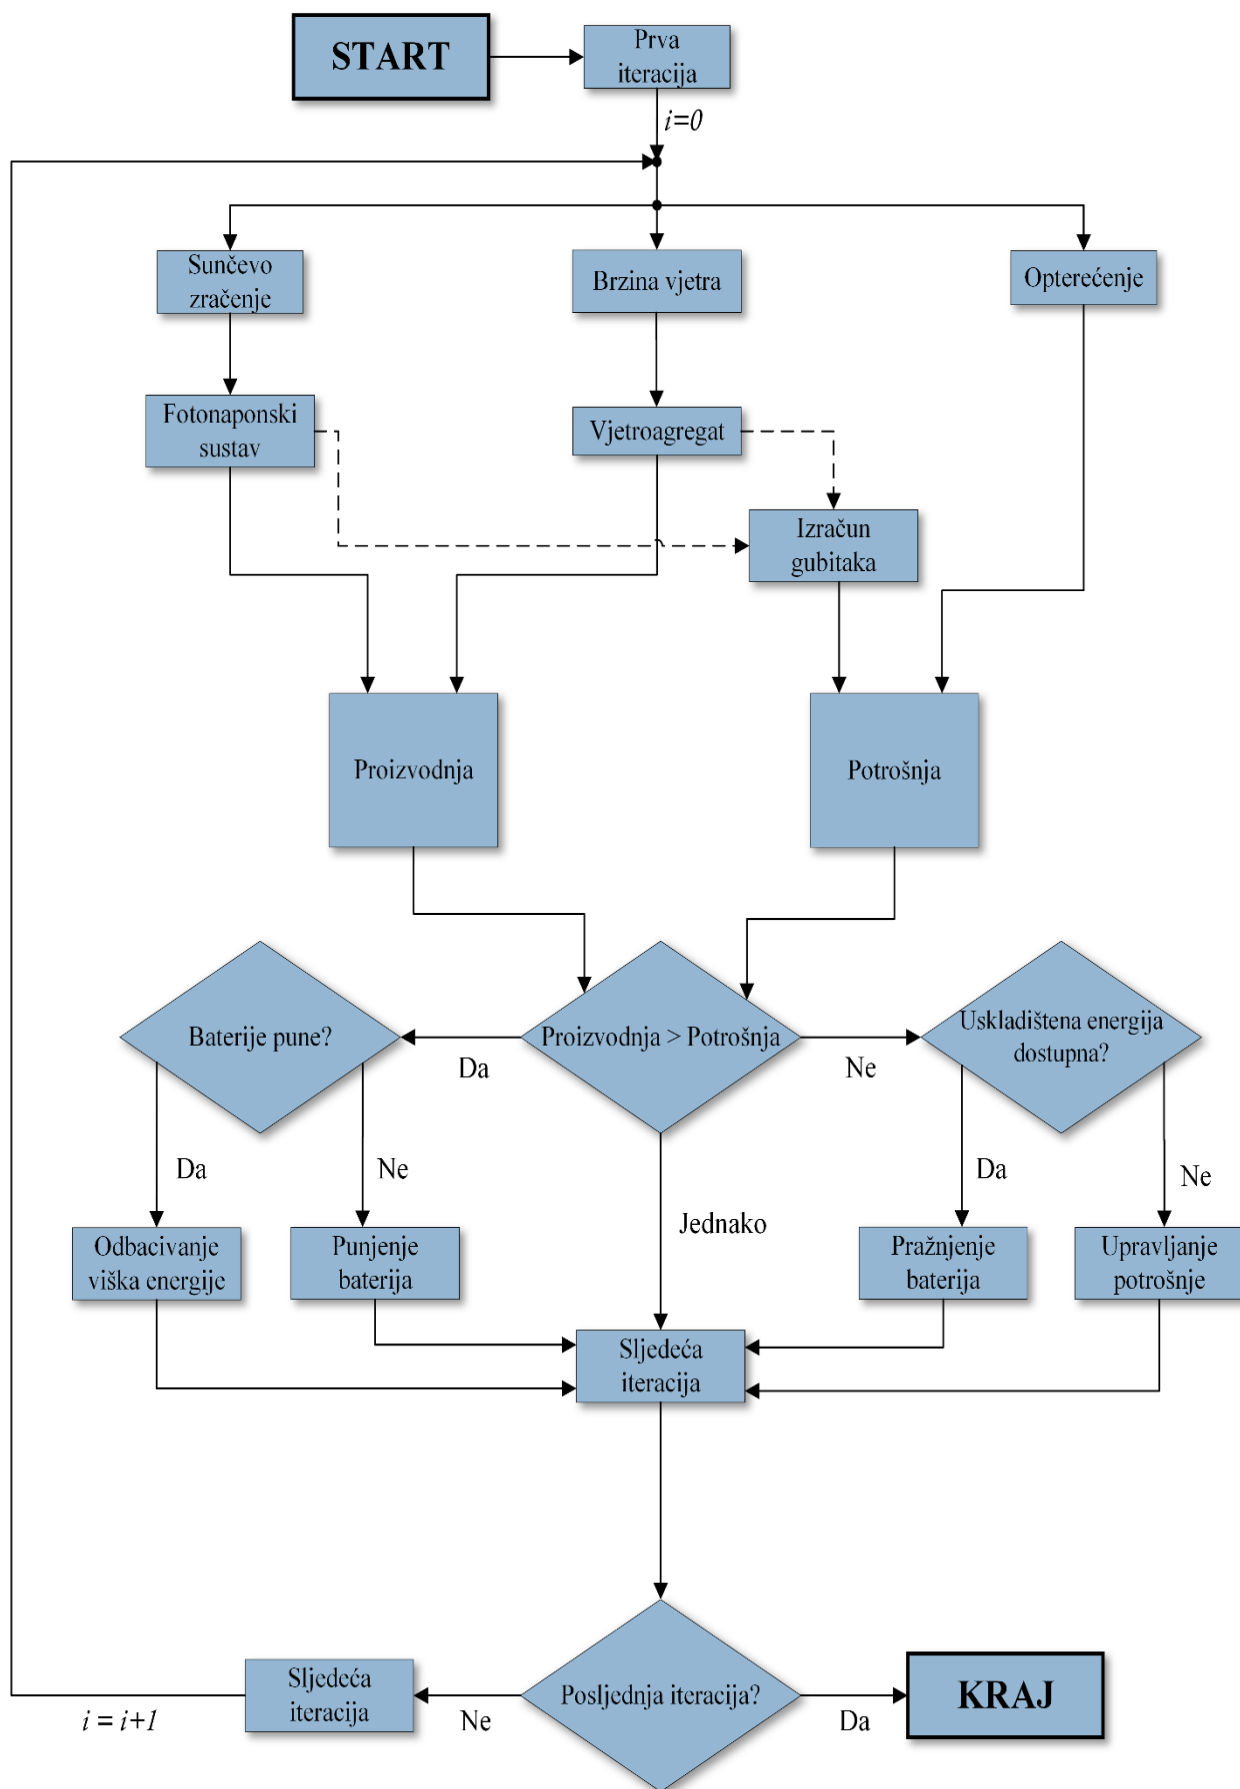 START
Prva
iteracija
i=0
Sunčevo
zračenje
Brzina vjetra
Opterećenje
Fotonaponski
sustav
Vjetroagregat
Izračun
gubitaka
Proizvodnja
Potrošnja
Baterije pune?
Da
Proizvodnja > Potrošnja
Ne
Uskladištena energija
dostupna?
Da
Ne
Jednako
Da
Ne
Odbacivanje
viška energije
Punjenje
baterija
Pražnjenje
baterija
Upravljanje
potrošnje
Sljedeća
iteracija
i = i+1
Sljedeća
iteracija
Ne
Posljednja iteracija?
Da
KRAJ